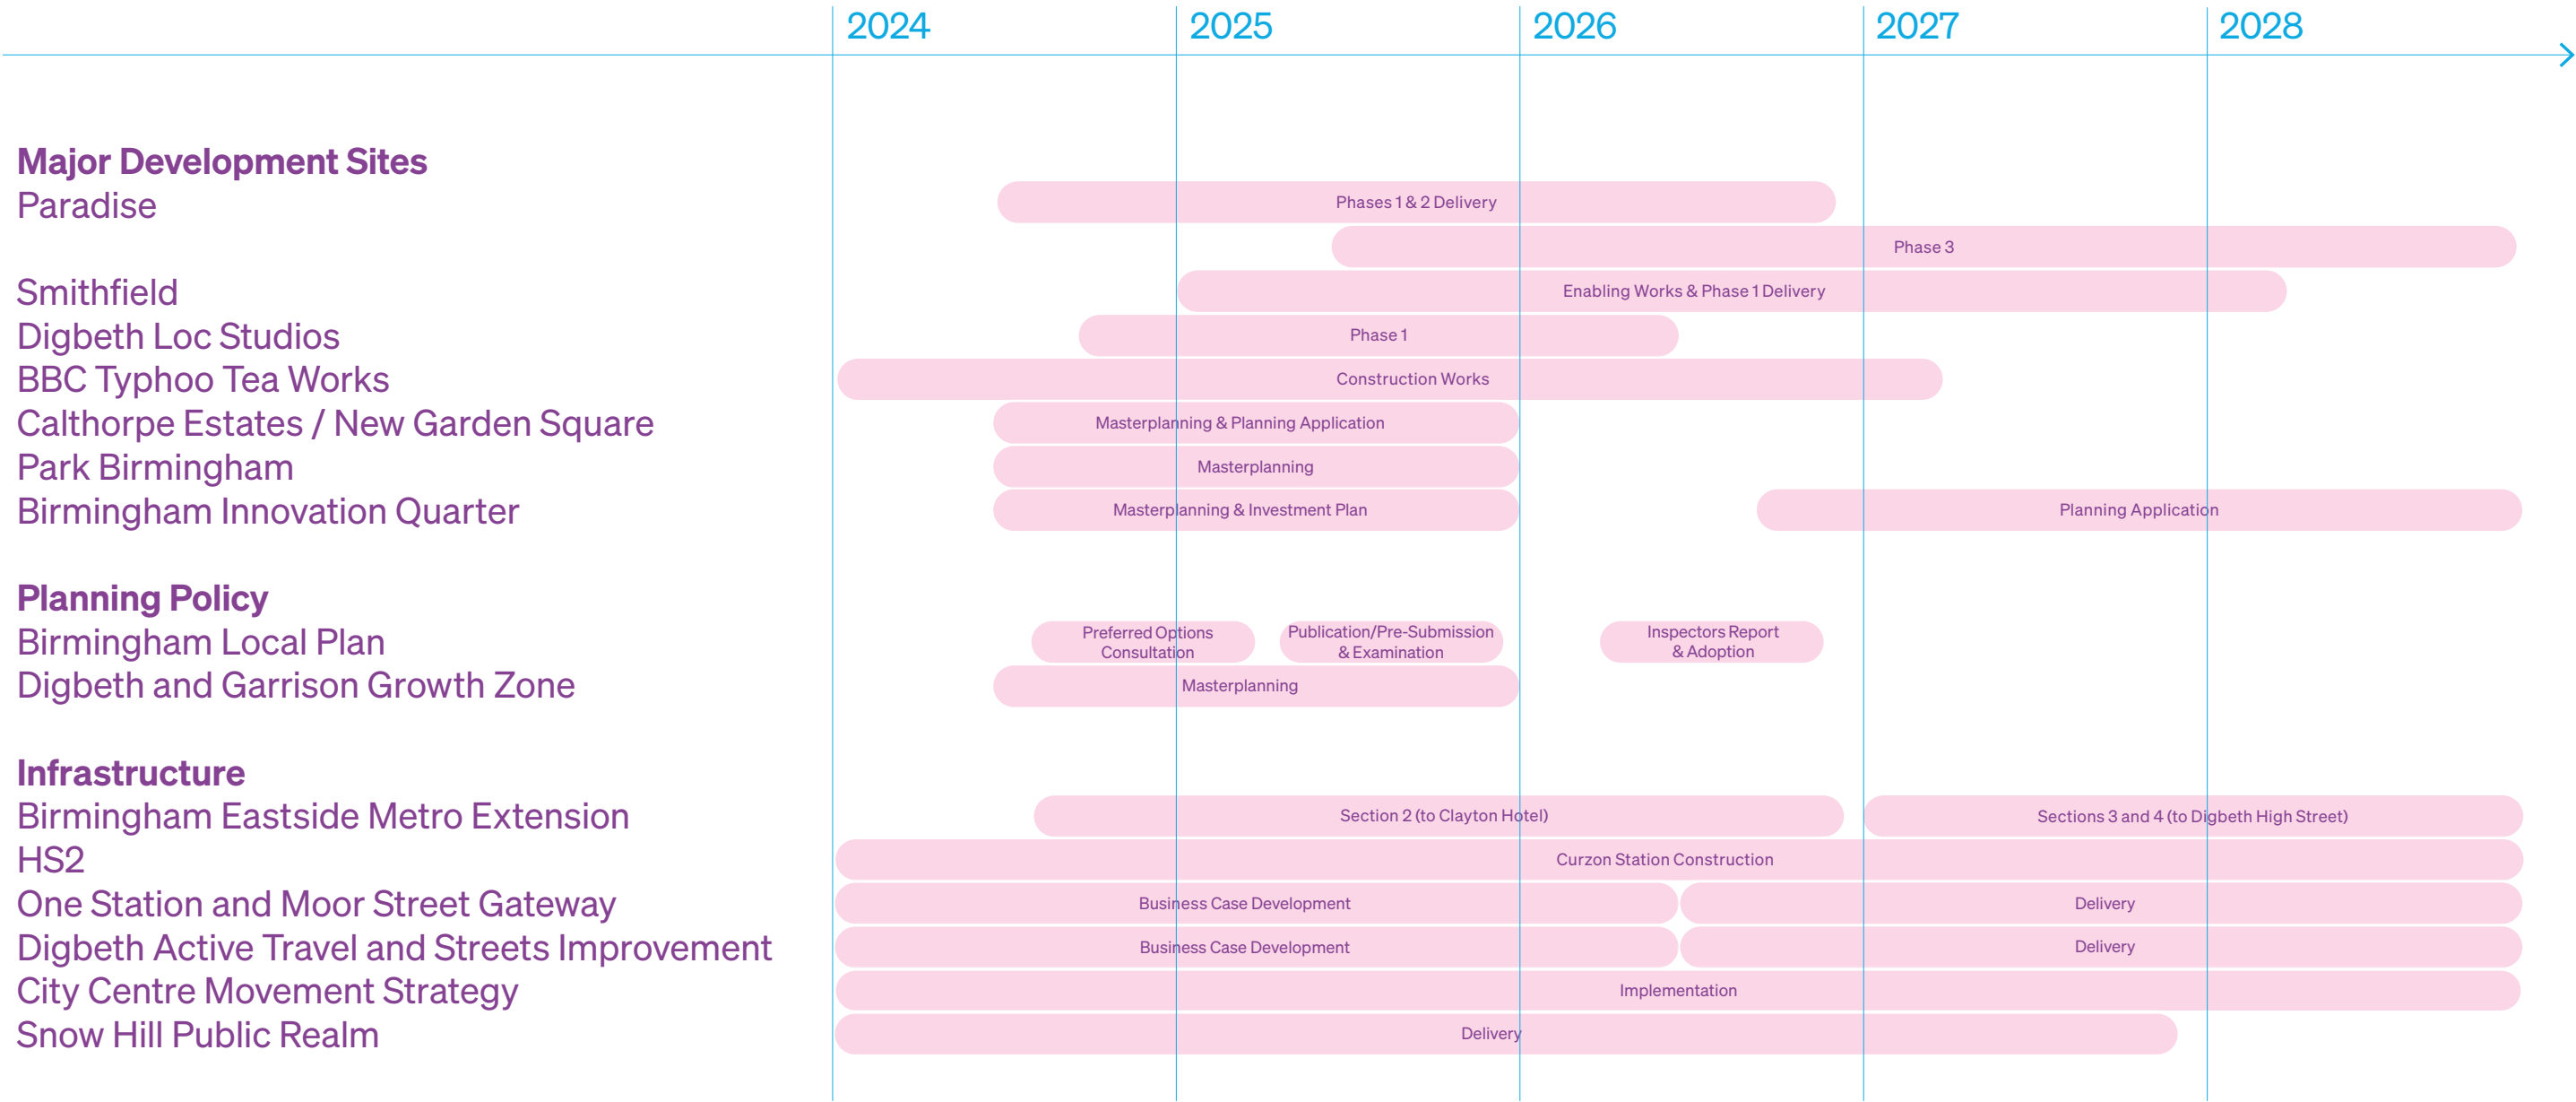 2024 2025 2026 2027 2028
Major Development Sites
Paradise Phases 1 & 2 Delivery
Phase 3
Smithfield Enabling Works & Phase 1 Delivery
Digbeth Loc Studios Phase 1
BBC Typhoo Tea Works Construction Works
Calthorpe Estates / New Garden Square Masterplanning & Planning Application
Park Birmingham Masterplanning
Birmingham Innovation Quarter Masterplanning & Investment Plan Planning Application
Planning Policy
Birmingham Local Plan Preferred Options Consultation Publication/Pre-Submission & Examination Inspectors Report & Adoption
Digbeth and Garrison Growth Zone Masterplanning
Infrastructure
Birmingham Eastside Metro Extension Section 2 (to Clayton Hotel) Sections 3 and 4 (to Digbeth High Street)
HS2 Curzon Station Construction
One Station and Moor Street Gateway Business Case Development Delivery
Digbeth Active Travel and Streets Improvement Business Case Development Delivery
City Centre Movement Strategy Implementation
Snow Hill Public Realm Delivery